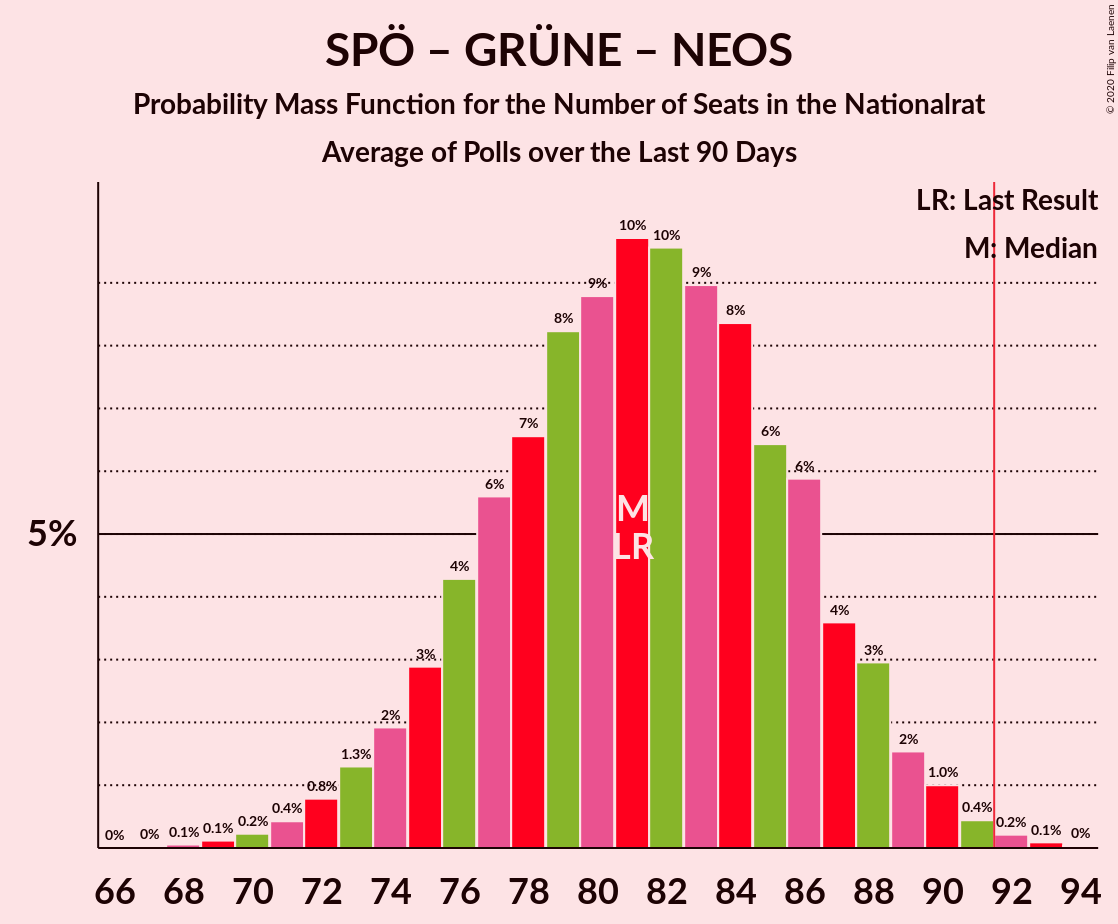 SPÖ – GRÜNE – NEOS
Probability Mass Function for the Number of Seats in the Nationalrat
Average of Polls over the Last 90 Days
© 2020 Filip van Laenen
LR: Last Result
M: Median
5%
0% 0% 0.1% 0.1% 0.2% 0.4% 0.8% 1.3% 2% 3% 4% 6% 7% 8% 9% 10% 10% 9% 8% 6% 6% 4% 3% 2% 1.0% 0.4% 0.2% 0.1% 0%
M
LR
66 68 70 72 74 76 78 80 82 84 86 88 90 92 94